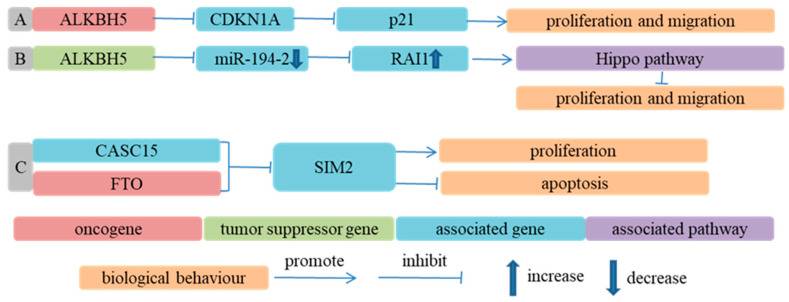 A ALKBH5 CDKN1A p21 proliferation and migration
B ALKBH5 miR-194-2 RAI1 Hippo pathway
proliferation and migration
CASC15 proliferation
C SIM2
FTO apoptosis
oncogene tumor suppressor gene associated gene associated pathway
biological behaviour promote inhibit increase decrease